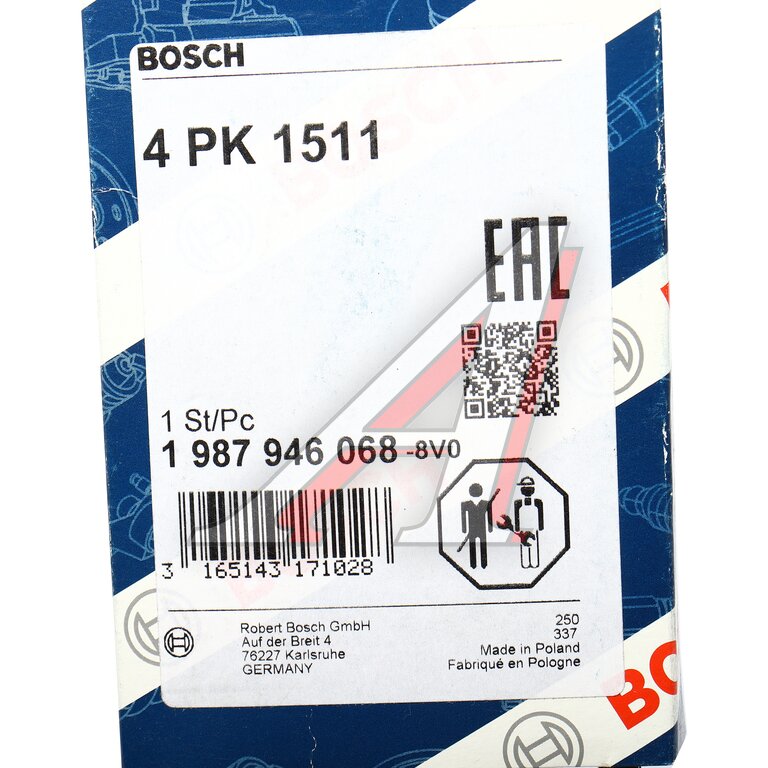 BOSCH
4 PK 1511
EAC
1 St/Pc
1 987 946 068 -8V0
3 165143 171028
Robert Bosch GmbH
Auf der Breit 4
76227 Karlsruhe
GERMANY
250
337
Made in Poland
Fabriqué en Pologne
BO